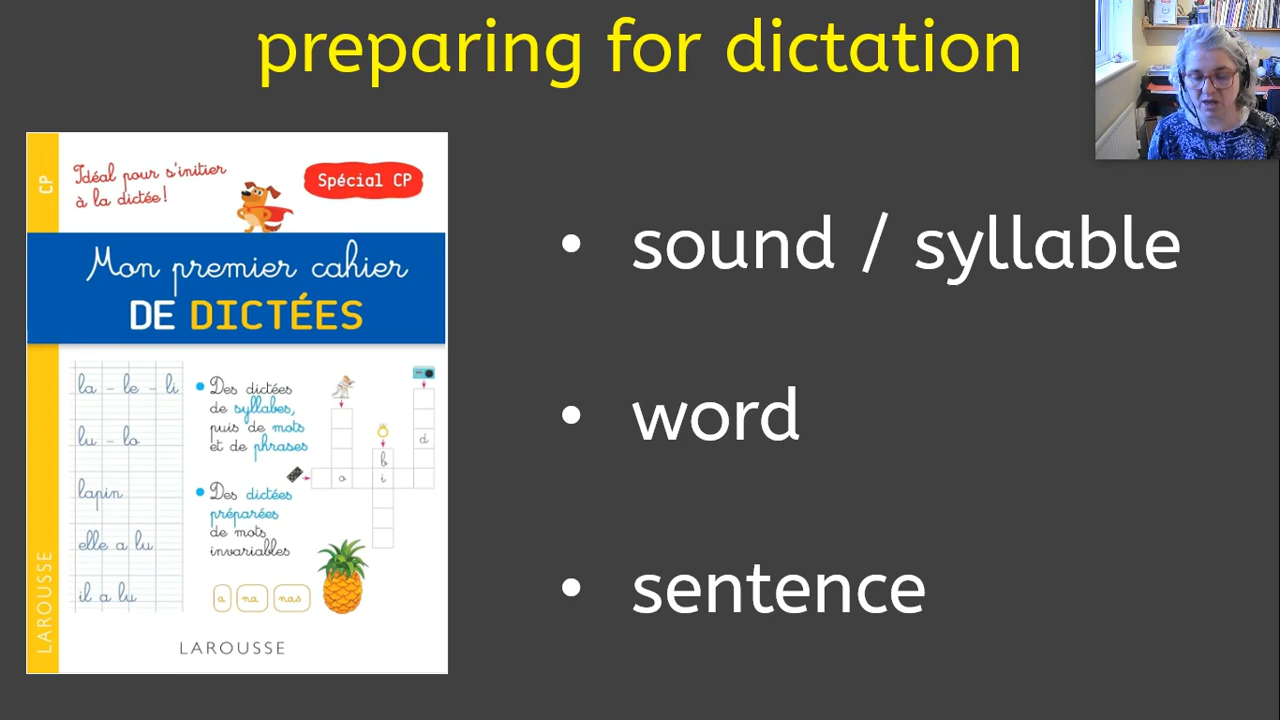 preparing for dictation
CP
Idéal pour s'initier
à la dictée!
Spécial CP
Mon premier cahier
DE DICTÉES
la - le - li
lu - lo
lapin
elle a lu
il a lu
• Des dictées
de syllabes,
puis de mots
et de phrases
• Des dictées
préparées
de mots
invariables
d
b
o i
a na nas
LAROUSSE
LAROUSSE
• sound / syllable
• word
• sentence